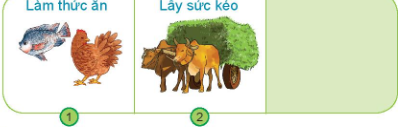 Làm thức ăn
Lấy sức kéo
1
2